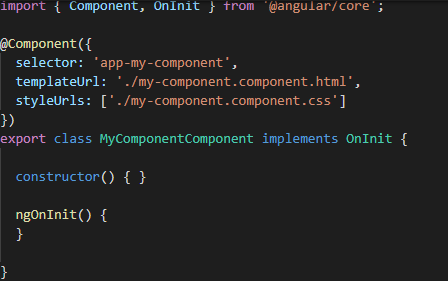 import { Component, OnInit } from '@angular/core';
@Component({
selector: 'app-my-component',
templateUrl: './my-component.component.html',
styleUrls: ['./my-component.component.css']
})
export class MyComponentComponent implements OnInit {
constructor() { }
ngOnInit() {
}
}